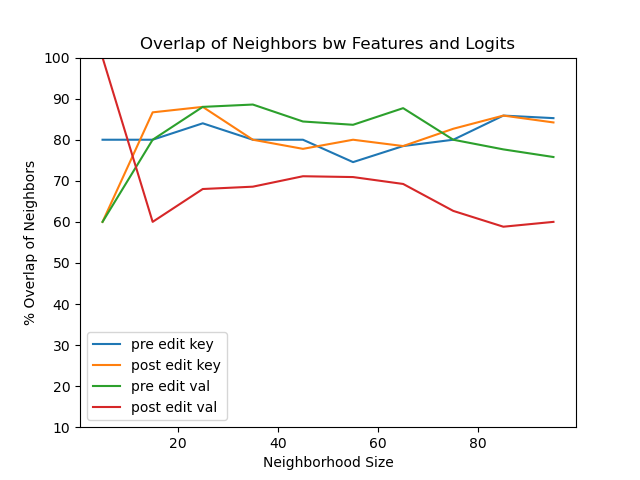 Overlap of Neighbors bw Features and Logits
100
90
80
70
60
50
40
30
20
10
% Overlap of Neighbors
pre edit key
post edit key
pre edit val
post edit val
20 40 60 80
Neighborhood Size